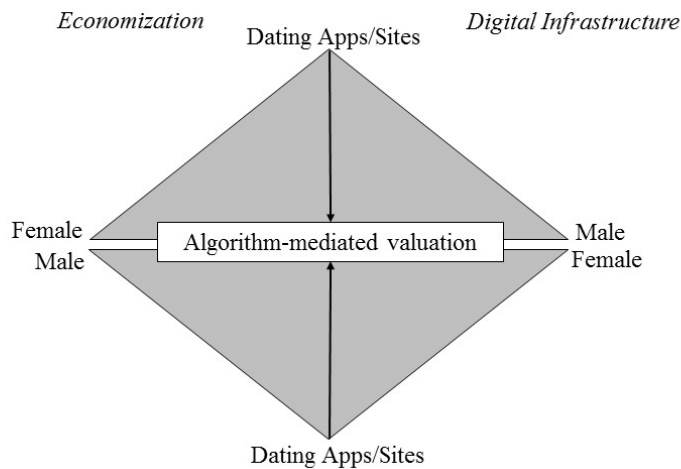 Economization
Digital Infrastructure
Dating Apps/Sites
Female
Male
Algorithm-mediated valuation
Male
Female
Dating Apps/Sites